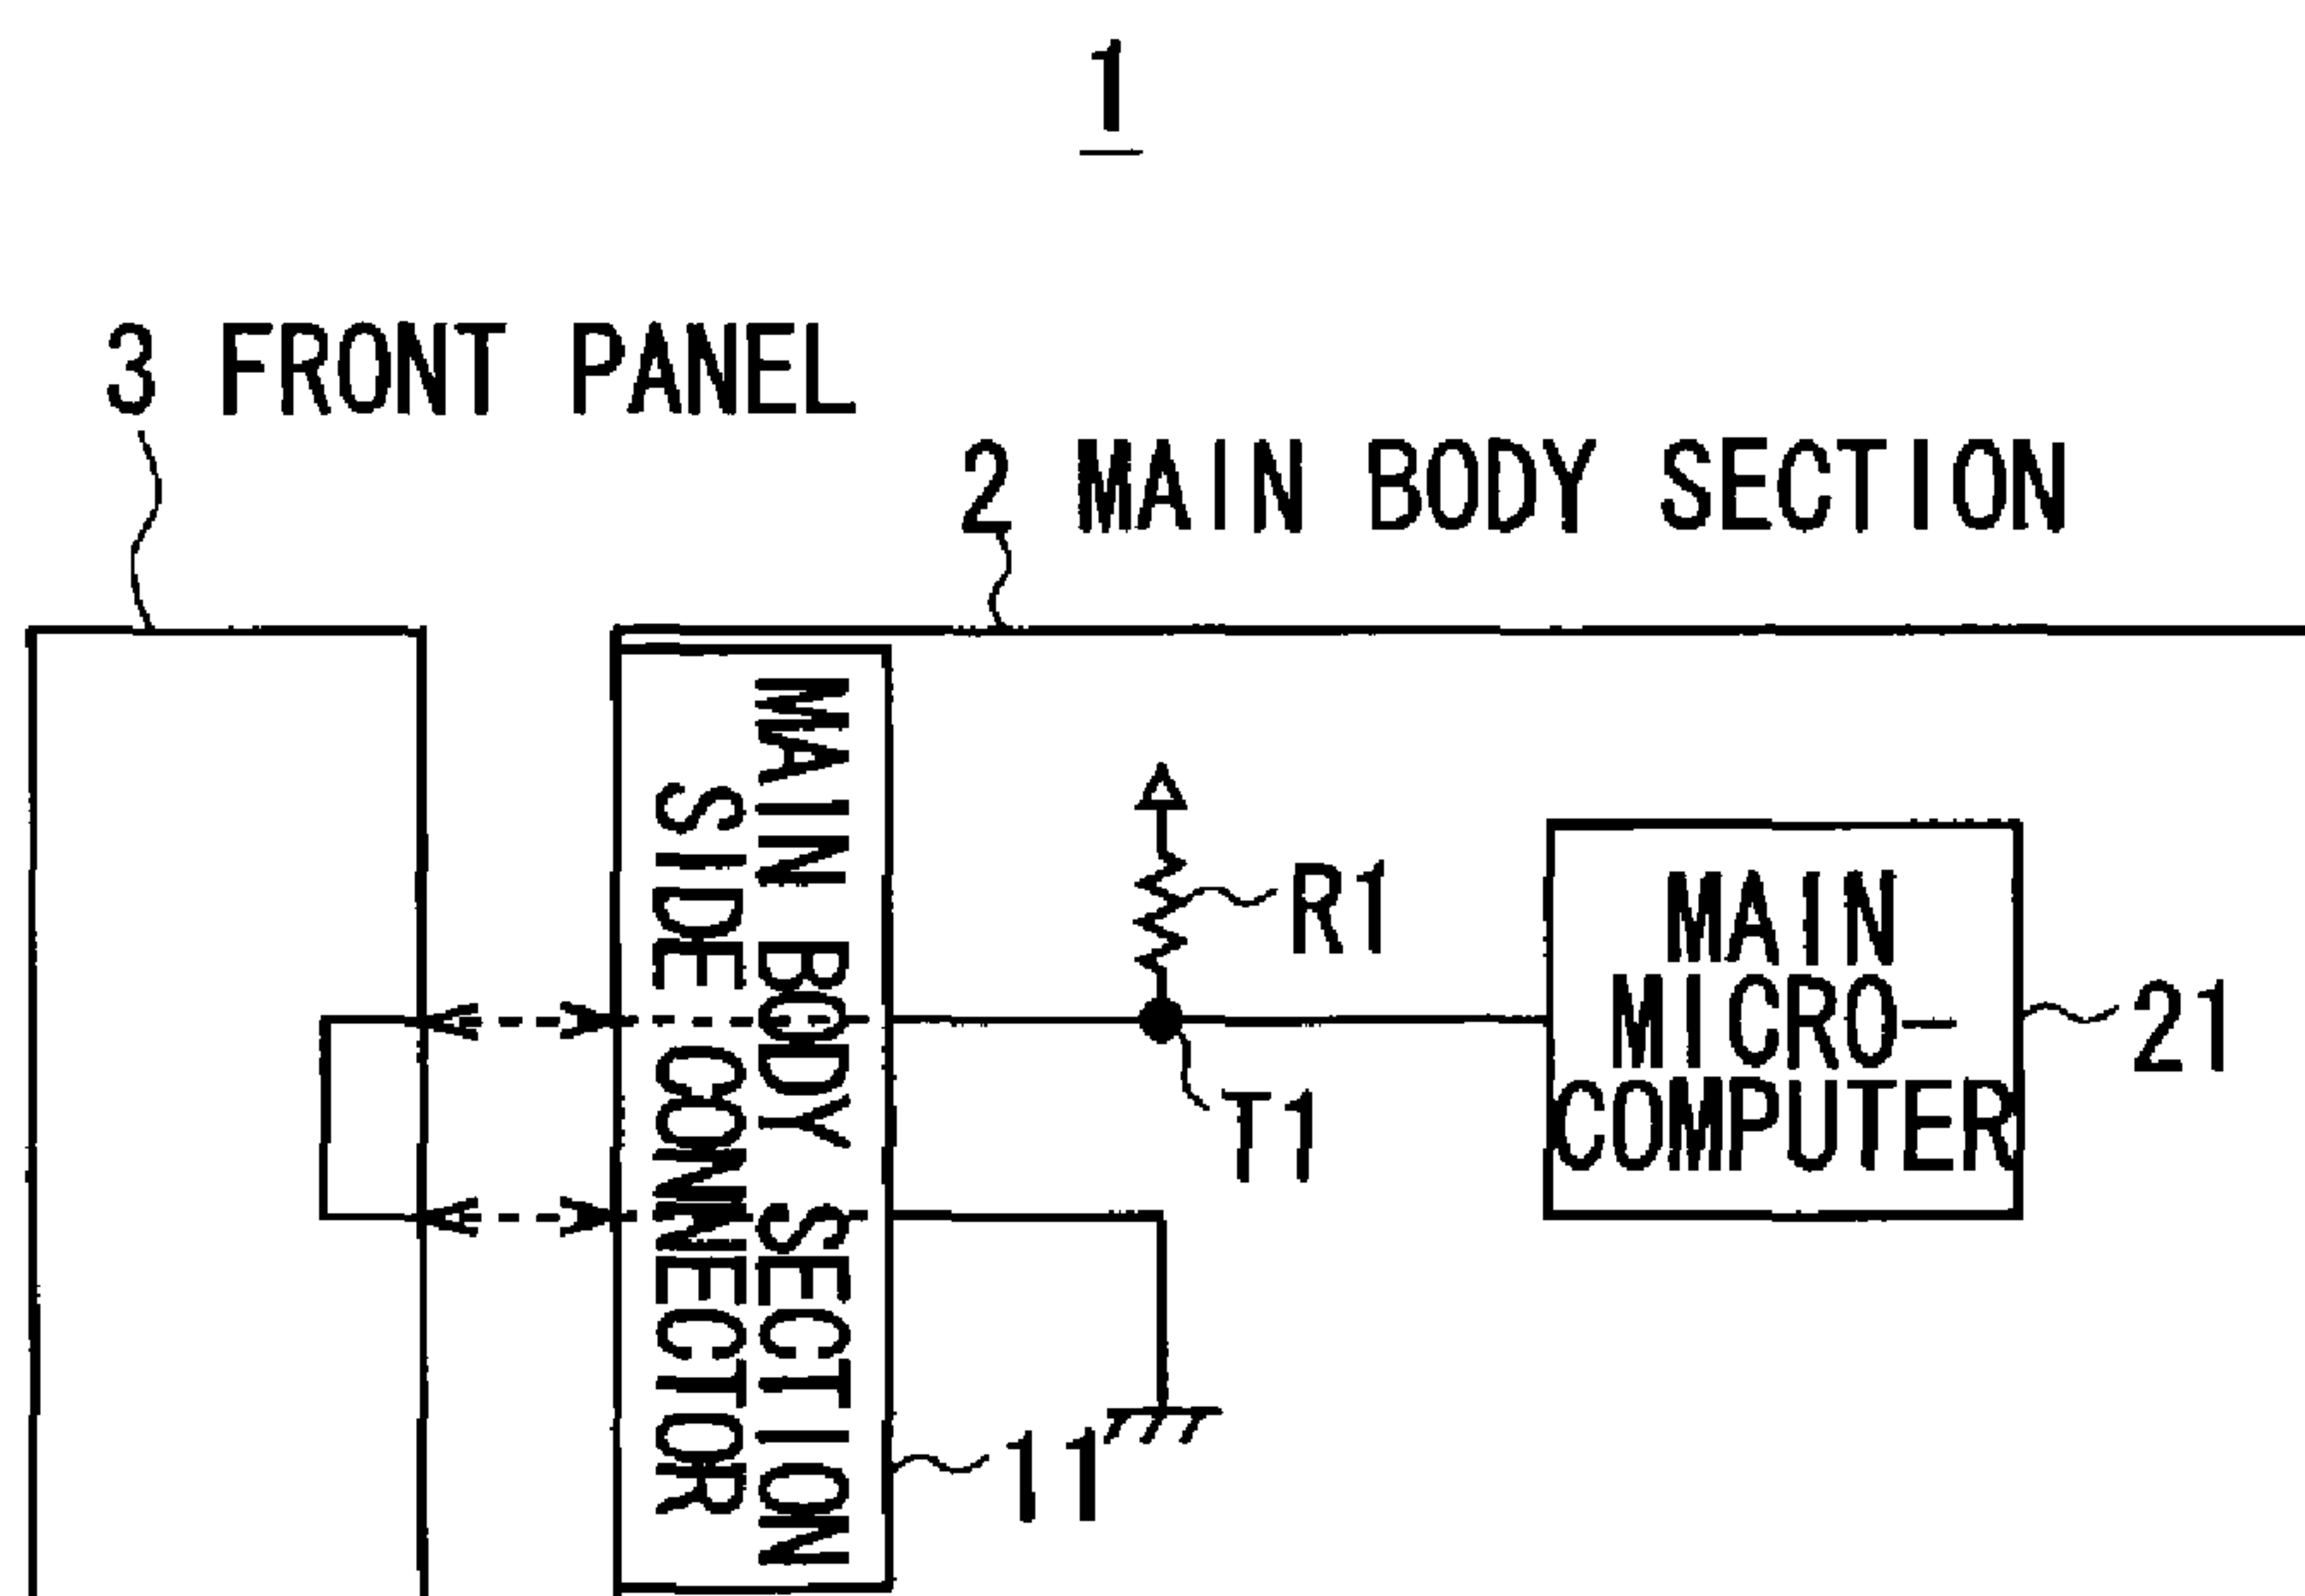 1
3 FRONT PANEL
2 MAIN BODY SECTION
MAIN BODY SECTION
SIDE CONNECTOR
R1
T1
MAIN
MICRO-
COMPUTER
21
11